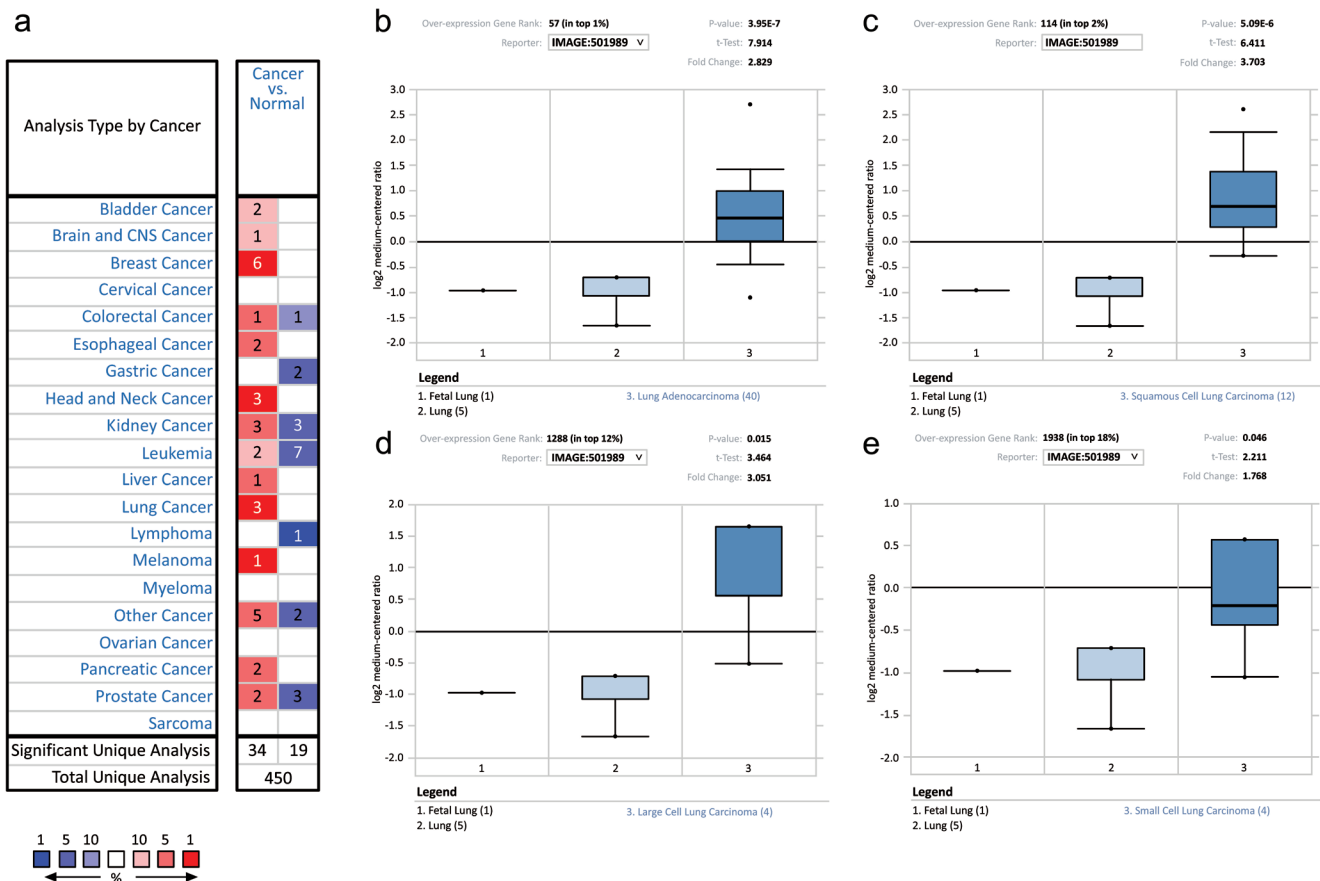 a
Analysis Type by Cancer
Cancer
vs.
Normal
Bladder Cancer 2
Brain and CNS Cancer 1
Breast Cancer 6
Cervical Cancer
Colorectal Cancer 1 1
Esophageal Cancer 2
Gastric Cancer 2
Head and Neck Cancer 3
Kidney Cancer 3 3
Leukemia 2 7
Liver Cancer 1
Lung Cancer 3
Lymphoma 1
Melanoma 1
Myeloma
Other Cancer 5 2
Ovarian Cancer
Pancreatic Cancer 2
Prostate Cancer 2 3
Sarcoma
Significant Unique Analysis 34 19
Total Unique Analysis 450
1 5 10 10 5 1
%
b
Over-expression Gene Rank: 57 (in top 1%) P-value: 3.95E-7
Reporter: IMAGE:501989 t-Test: 7.914
Fold Change: 2.829
log2 medium-centered ratio
3.0
2.5
2.0
1.5
1.0
0.5
0.0
-0.5
-1.0
-1.5
-2.0
1 2 3
Legend
1. Fetal Lung (1) 3. Lung Adenocarcinoma (40)
2. Lung (5)
c
Over-expression Gene Rank: 114 (in top 2%) P-value: 5.09E-6
Reporter: IMAGE:501989 t-Test: 6.411
Fold Change: 3.703
log2 medium-centered ratio
3.0
2.5
2.0
1.5
1.0
0.5
0.0
-0.5
-1.0
-1.5
-2.0
1 2 3
Legend
1. Fetal Lung (1) 3. Squamous Cell Lung Carcinoma (12)
2. Lung (5)
d
Over-expression Gene Rank: 1288 (in top 12%) P-value: 0.015
Reporter: IMAGE:501989 t-Test: 3.464
Fold Change: 3.051
log2 medium-centered ratio
2.0
1.5
1.0
0.5
0.0
-0.5
-1.0
-1.5
-2.0
1 2 3
Legend
1. Fetal Lung (1) 3. Large Cell Lung Carcinoma (4)
2. Lung (5)
e
Over-expression Gene Rank: 1938 (in top 18%) P-value: 0.046
Reporter: IMAGE:501989 t-Test: 2.211
Fold Change: 1.768
log2 medium-centered ratio
1.0
0.5
0.0
-0.5
-1.0
-1.5
-2.0
1 2 3
Legend
1. Fetal Lung (1) 3. Small Cell Lung Carcinoma (4)
2. Lung (5)